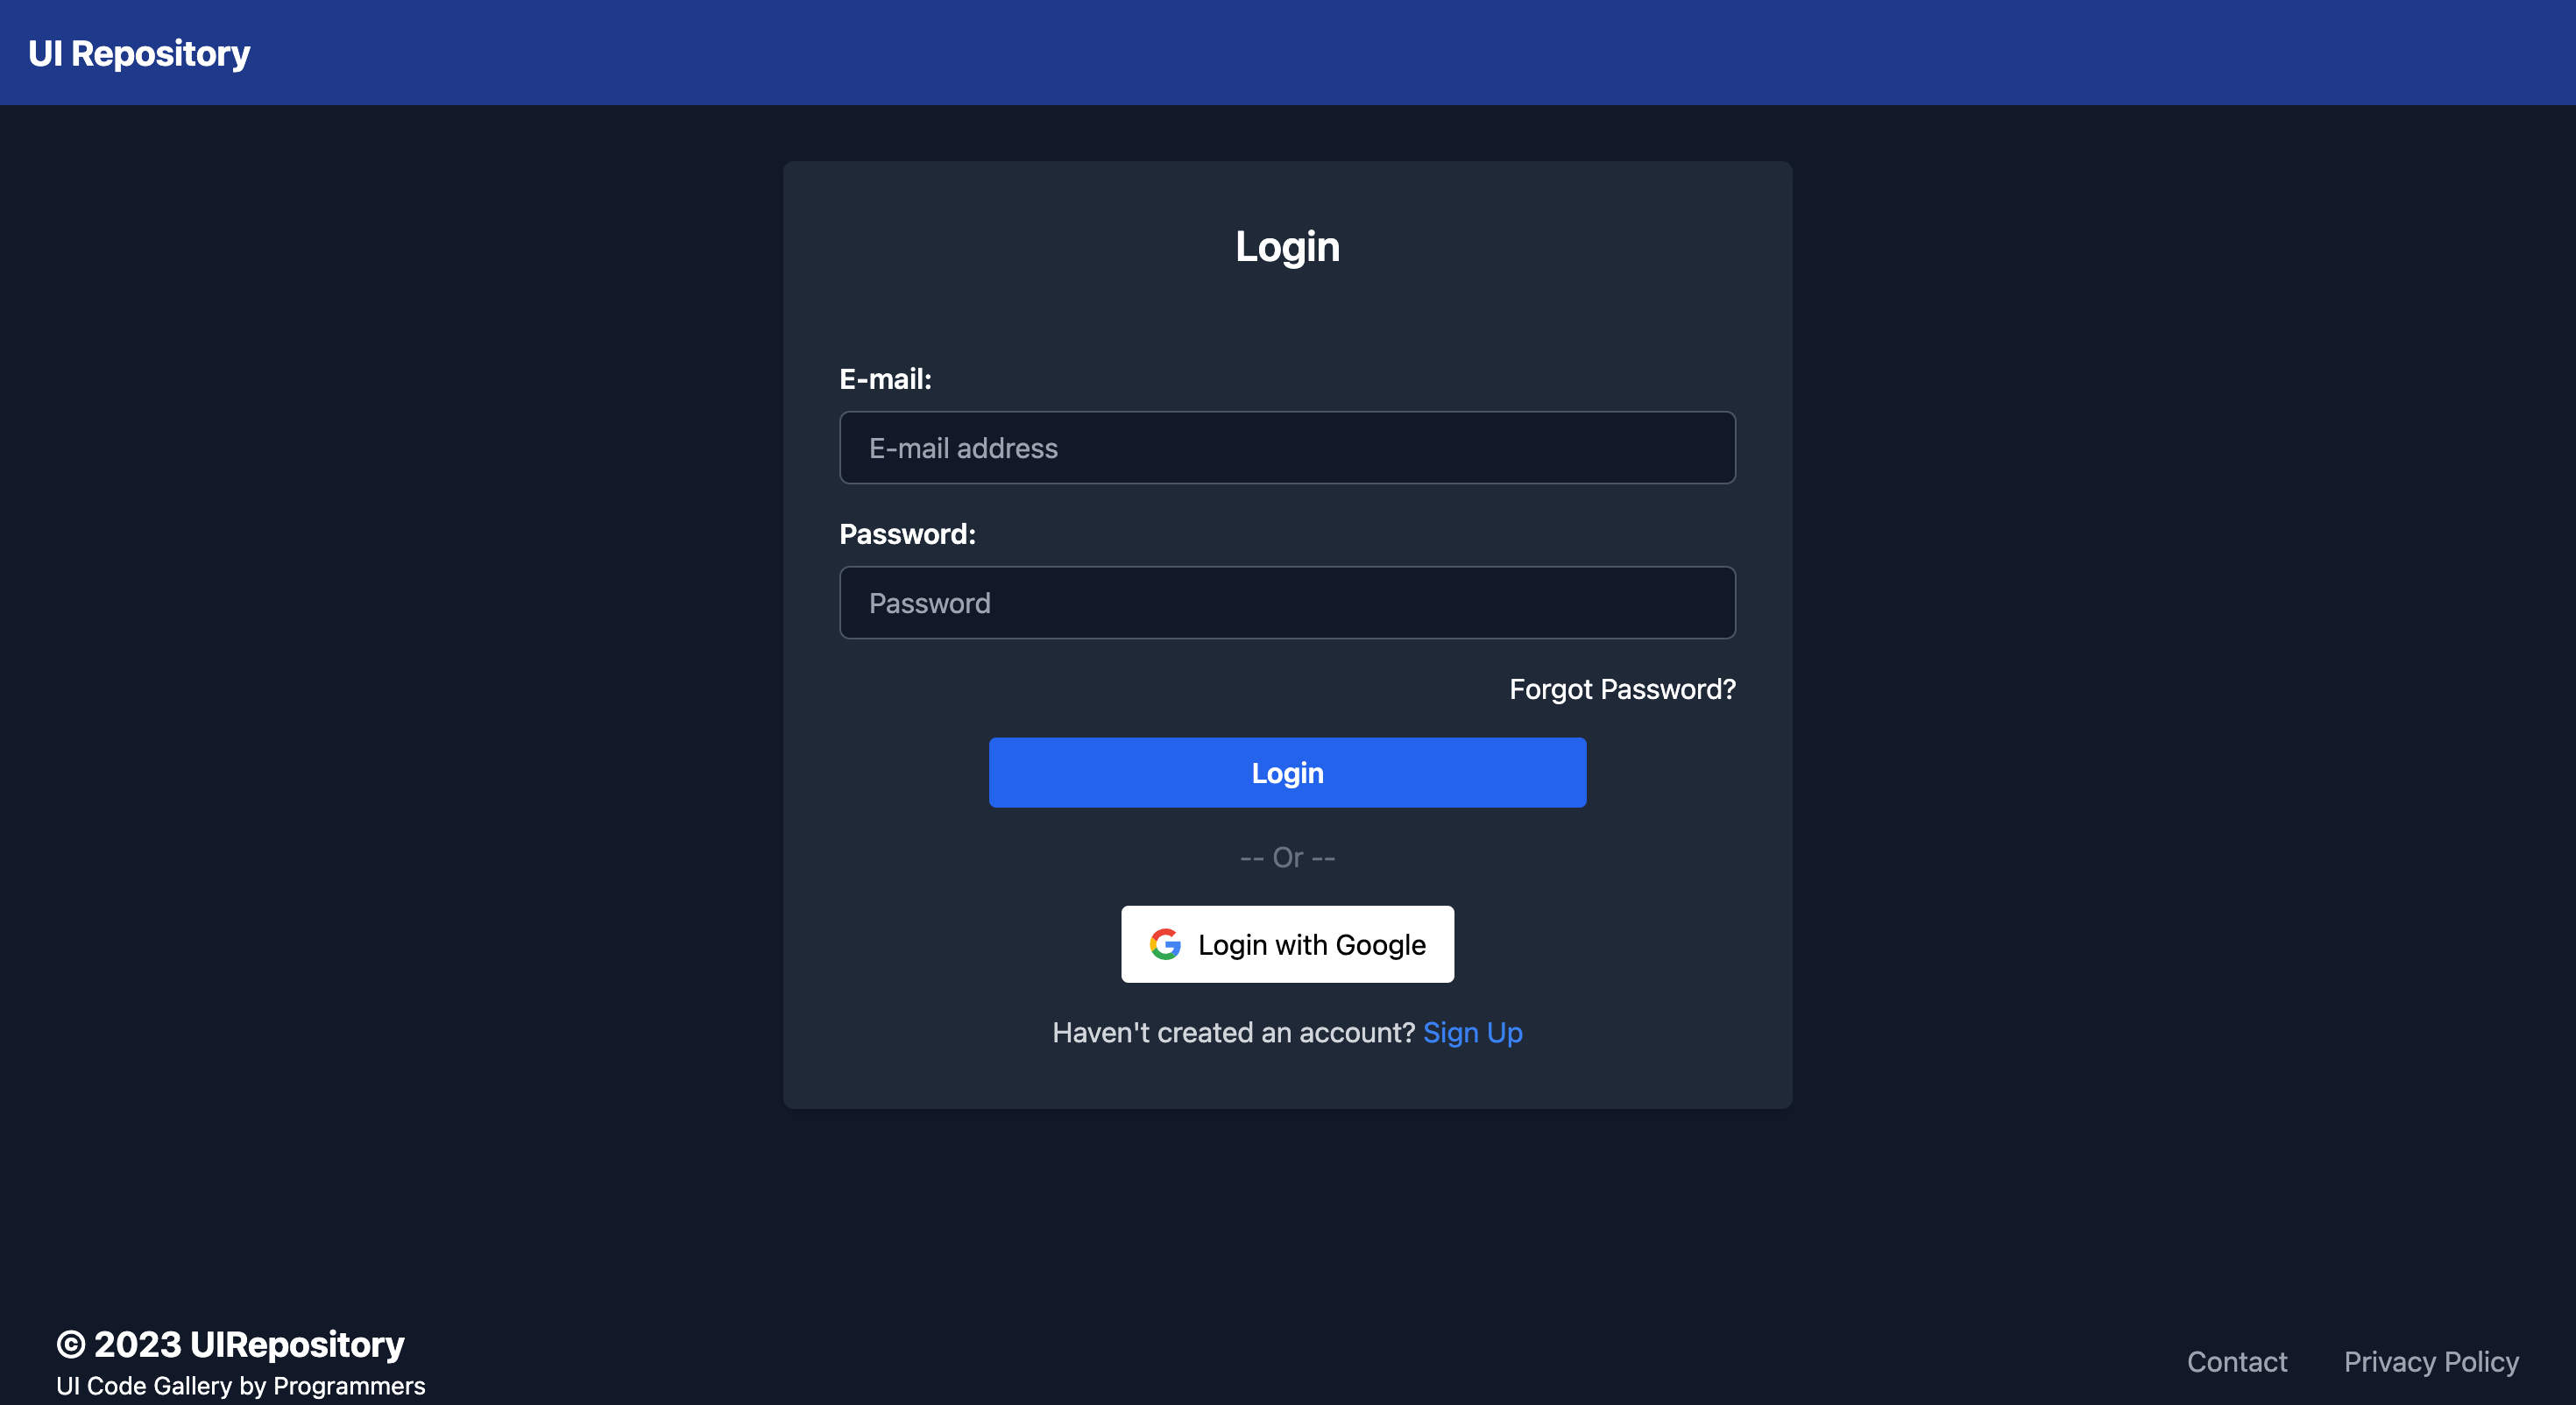 UI Repository
Login
E-mail:
E-mail address
Password:
Password
Forgot Password?
Login
-- Or --
Login with Google
Haven't created an account? Sign Up
© 2023 UIRepository
UI Code Gallery by Programmers
Contact
Privacy Policy